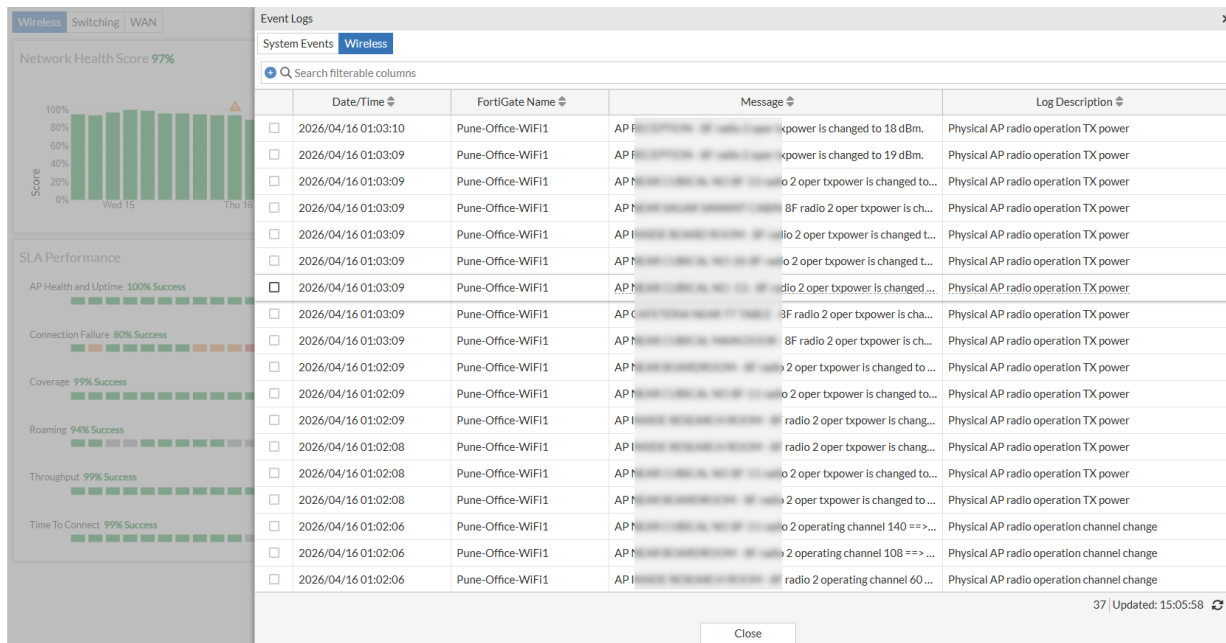 Wireless Switching WAN
Network Health Score 97%
100%
80%
60%
40%
20%
0%
Score
Wed 15 Thu 16
SLA Performance
AP Health and Uptime 100% Success
Connection Failure 80% Success
Coverage 99% Success
Roaming 94% Success
Throughput 99% Success
Time To Connect 99% Success
Event Logs
System Events Wireless
Search filterable columns
Date/Time FortiGate Name Message Log Description
2026/04/16 01:03:10 Pune-Office-WiFi1 AP is changed to 18 dBm. Physical AP radio operation TX power
2026/04/16 01:03:09 Pune-Office-WiFi1 AP is changed to 19 dBm. Physical AP radio operation TX power
2026/04/16 01:03:09 Pune-Office-WiFi1 AP 2 oper txpower is changed to... Physical AP radio operation TX power
2026/04/16 01:03:09 Pune-Office-WiFi1 AP 8F radio 2 oper txpower is ch... Physical AP radio operation TX power
2026/04/16 01:03:09 Pune-Office-WiFi1 AP 2 oper txpower is changed t... Physical AP radio operation TX power
2026/04/16 01:03:09 Pune-Office-WiFi1 AP 2 oper txpower is changed t... Physical AP radio operation TX power
2026/04/16 01:03:09 Pune-Office-WiFi1 AP 2 oper txpower is changed ... Physical AP radio operation TX power
2026/04/16 01:03:09 Pune-Office-WiFi1 AP 8F radio 2 oper txpower is cha... Physical AP radio operation TX power
2026/04/16 01:03:09 Pune-Office-WiFi1 AP 8F radio 2 oper txpower is ch... Physical AP radio operation TX power
2026/04/16 01:02:09 Pune-Office-WiFi1 AP 2 oper txpower is changed to ... Physical AP radio operation TX power
2026/04/16 01:02:09 Pune-Office-WiFi1 AP 2 oper txpower is changed to... Physical AP radio operation TX power
2026/04/16 01:02:09 Pune-Office-WiFi1 AP radio 2 oper txpower is chang... Physical AP radio operation TX power
2026/04/16 01:02:08 Pune-Office-WiFi1 AP radio 2 oper txpower is chang... Physical AP radio operation TX power
2026/04/16 01:02:08 Pune-Office-WiFi1 AP 2 oper txpower is changed to... Physical AP radio operation TX power
2026/04/16 01:02:08 Pune-Office-WiFi1 AP 2 oper txpower is changed to ... Physical AP radio operation TX power
2026/04/16 01:02:06 Pune-Office-WiFi1 AP 2 operating channel 140 ==>... Physical AP radio operation channel change
2026/04/16 01:02:06 Pune-Office-WiFi1 AP 2 operating channel 108 ==> ... Physical AP radio operation channel change
2026/04/16 01:02:06 Pune-Office-WiFi1 AP radio 2 operating channel 60 ... Physical AP radio operation channel change
37 Updated: 15:05:58
Close